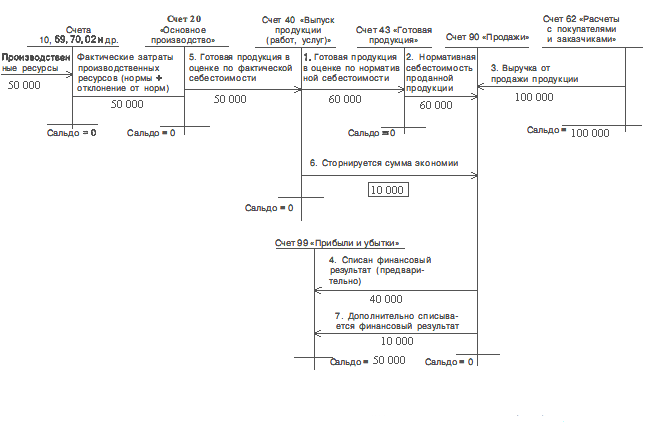 Счета
10, 69, 70, 02 и др.
Счет 20
«Основное
производство»
Счет 40 «Выпуск
продукции
(работ, услуг)»
Счет 43 «Готовая
продукция»
Счет 90 «Продажи»
Счет 62 «Расчеты
с покупателями
и заказчиками»
Производствен
ные ресурсы
50 000
Фактические затраты
производственных
ресурсов (нормы +
отклонение от норм)
50 000
5. Готовая продукция в
оценке по фактической
себестоимости
50 000
1. Готовая продукция
в оценке по норматив
ной себестоимости
60 000
2. Нормативная
себестоимость
проданной
продукции
60 000
3. Выручка от
продажи продукции
100 000
Сальдо = 0
Сальдо = 0
Сальдо = 0
Сальдо = 100 000
6. Сторнируется сумма экономии
10 000
Сальдо = 0
Счет 99 «Прибыли и убытки»
4. Списан финансовый
результат (предвари-
тельно)
40 000
7. Дополнительно списыва-
ется финансовый результат
10 000
Сальдо = 50 000
Сальдо = 0